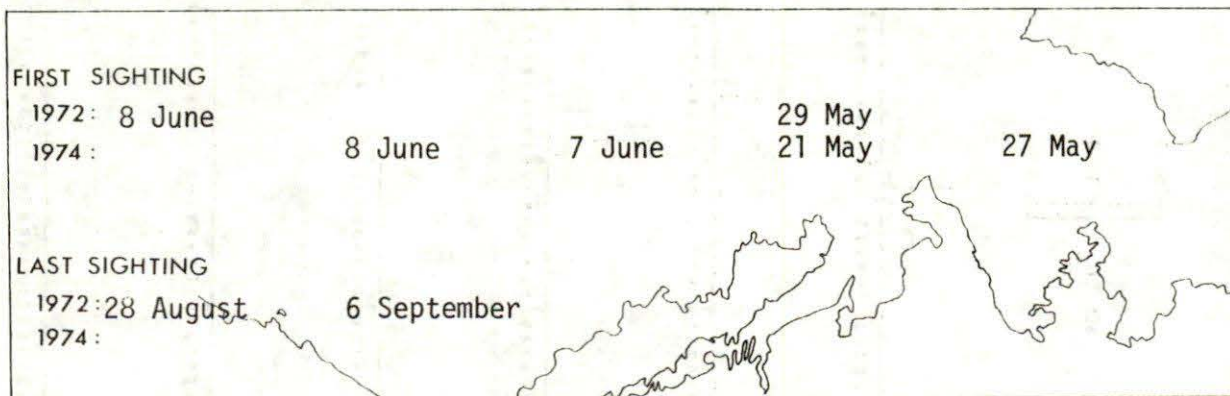 FIRST SIGHTING
1972: 8 June 29 May
1974: 8 June 7 June 21 May 27 May
LAST SIGHTING
1972: 28 August 6 September
1974: